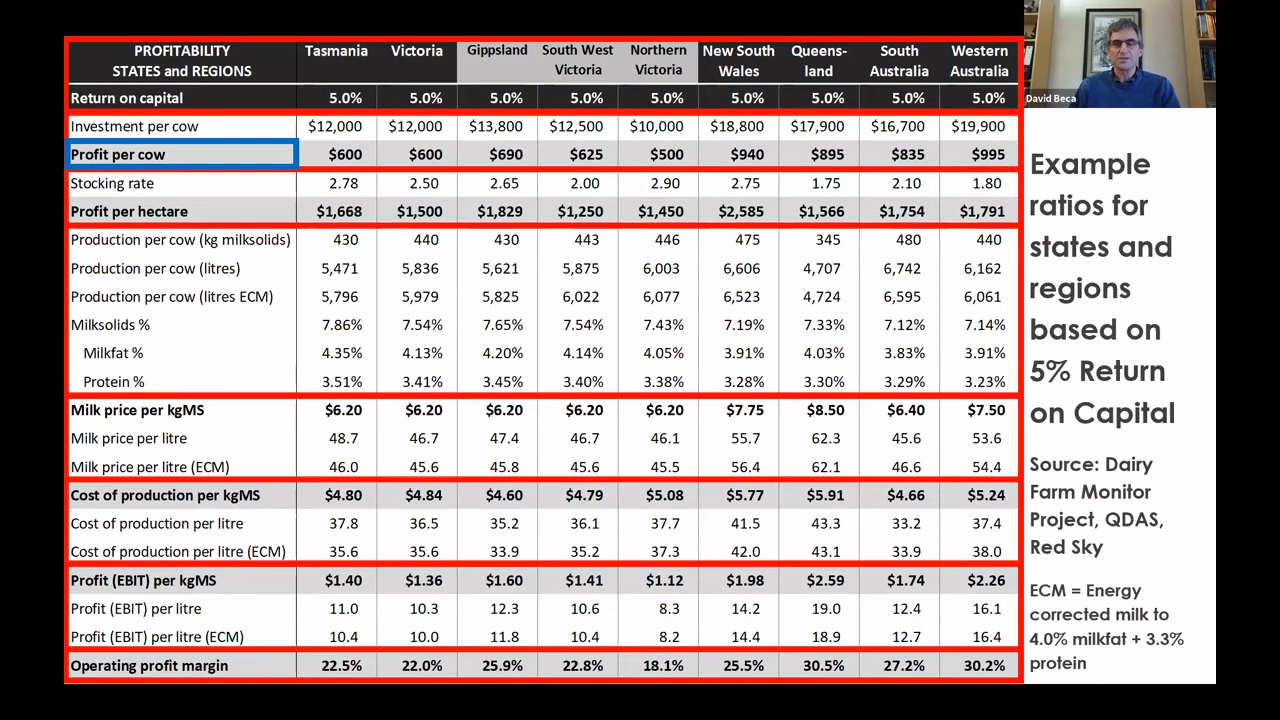 PROFITABILITY STATES and REGIONS Tasmania Victoria Gippsland South West Victoria Northern Victoria New South Wales Queens-land South Australia Western Australia
Return on capital 5.0% 5.0% 5.0% 5.0% 5.0% 5.0% 5.0% 5.0% 5.0%
Investment per cow $12,000 $12,000 $13,800 $12,500 $10,000 $18,800 $17,900 $16,700 $19,900
Profit per cow $600 $600 $690 $625 $500 $940 $895 $835 $995
Stocking rate 2.78 2.50 2.65 2.00 2.90 2.75 1.75 2.10 1.80
Profit per hectare $1,668 $1,500 $1,829 $1,250 $1,450 $2,585 $1,566 $1,754 $1,791
Production per cow (kg milksolids) 430 440 430 443 446 475 345 480 440
Production per cow (litres) 5,471 5,836 5,621 5,875 6,003 6,606 4,707 6,742 6,162
Production per cow (litres ECM) 5,796 5,979 5,825 6,022 6,077 6,523 4,724 6,595 6,061
Milksolids % 7.86% 7.54% 7.65% 7.54% 7.43% 7.19% 7.33% 7.12% 7.14%
Milkfat % 4.35% 4.13% 4.20% 4.14% 4.05% 3.91% 4.03% 3.83% 3.91%
Protein % 3.51% 3.41% 3.45% 3.40% 3.38% 3.28% 3.30% 3.29% 3.23%
Milk price per kgMS $6.20 $6.20 $6.20 $6.20 $6.20 $7.75 $8.50 $6.40 $7.50
Milk price per litre 48.7 46.7 47.4 46.7 46.1 55.7 62.3 45.6 53.6
Milk price per litre (ECM) 46.0 45.6 45.8 45.6 45.5 56.4 62.1 46.6 54.4
Cost of production per kgMS $4.80 $4.84 $4.60 $4.79 $5.08 $5.77 $5.91 $4.66 $5.24
Cost of production per litre 37.8 36.5 35.2 36.1 37.7 41.5 43.3 33.2 37.4
Cost of production per litre (ECM) 35.6 35.6 33.9 35.2 37.3 42.0 43.1 33.9 38.0
Profit (EBIT) per kgMS $1.40 $1.36 $1.60 $1.41 $1.12 $1.98 $2.59 $1.74 $2.26
Profit (EBIT) per litre 11.0 10.3 12.3 10.6 8.3 14.2 19.0 12.4 16.1
Profit (EBIT) per litre (ECM) 10.4 10.0 11.8 10.4 8.2 14.4 18.9 12.7 16.4
Operating profit margin 22.5% 22.0% 25.9% 22.8% 18.1% 25.5% 30.5% 27.2% 30.2%
David Beca
Example
ratios for
states and
regions
based on
5% Return
on Capital
Source: Dairy
Farm Monitor
Project, QDAS,
Red Sky
ECM = Energy
corrected milk to
4.0% milkfat + 3.3%
protein